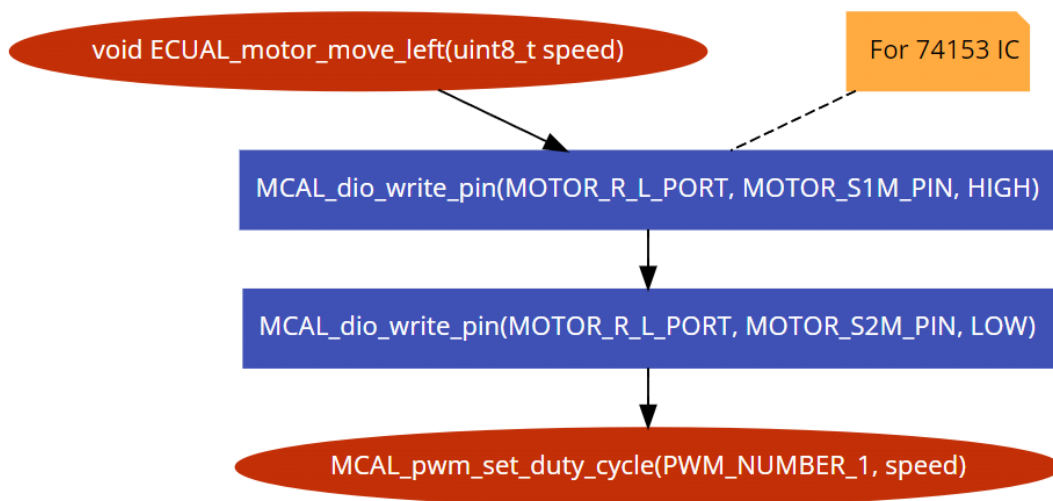 void ECUAL_motor_move_left(uint8_t speed)
For 74153 IC
MCAL_dio_write_pin(MOTOR_R_L_PORT, MOTOR_S1M_PIN, HIGH)
MCAL_dio_write_pin(MOTOR_R_L_PORT, MOTOR_S2M_PIN, LOW)
MCAL_pwm_set_duty_cycle(PWM_NUMBER_1, speed)